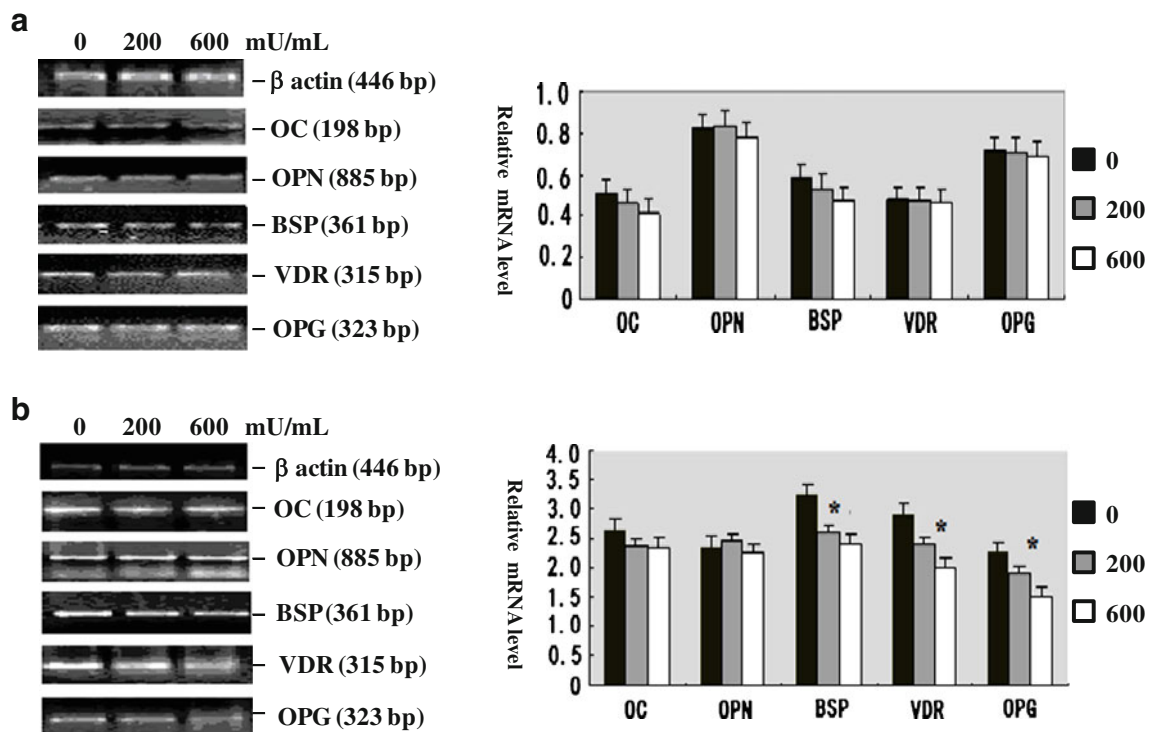 a
0 200 600 mU/mL
– β actin (446 bp)
– OC (198 bp)
– OPN (885 bp)
– BSP (361 bp)
– VDR (315 bp)
– OPG (323 bp)
Relative mRNA level
1.0
0.8
0.6
0.4
0.2
0
OC OPN BSP VDR OPG
0
200
600
b
0 200 600 mU/mL
– β actin (446 bp)
– OC (198 bp)
– OPN (885 bp)
– BSP (361 bp)
– VDR (315 bp)
– OPG (323 bp)
Relative mRNA level
4.0
3.5
3.0
2.5
2.0
1.5
1.0
0.5
0
* * *
OC OPN BSP VDR OPG
0
200
600